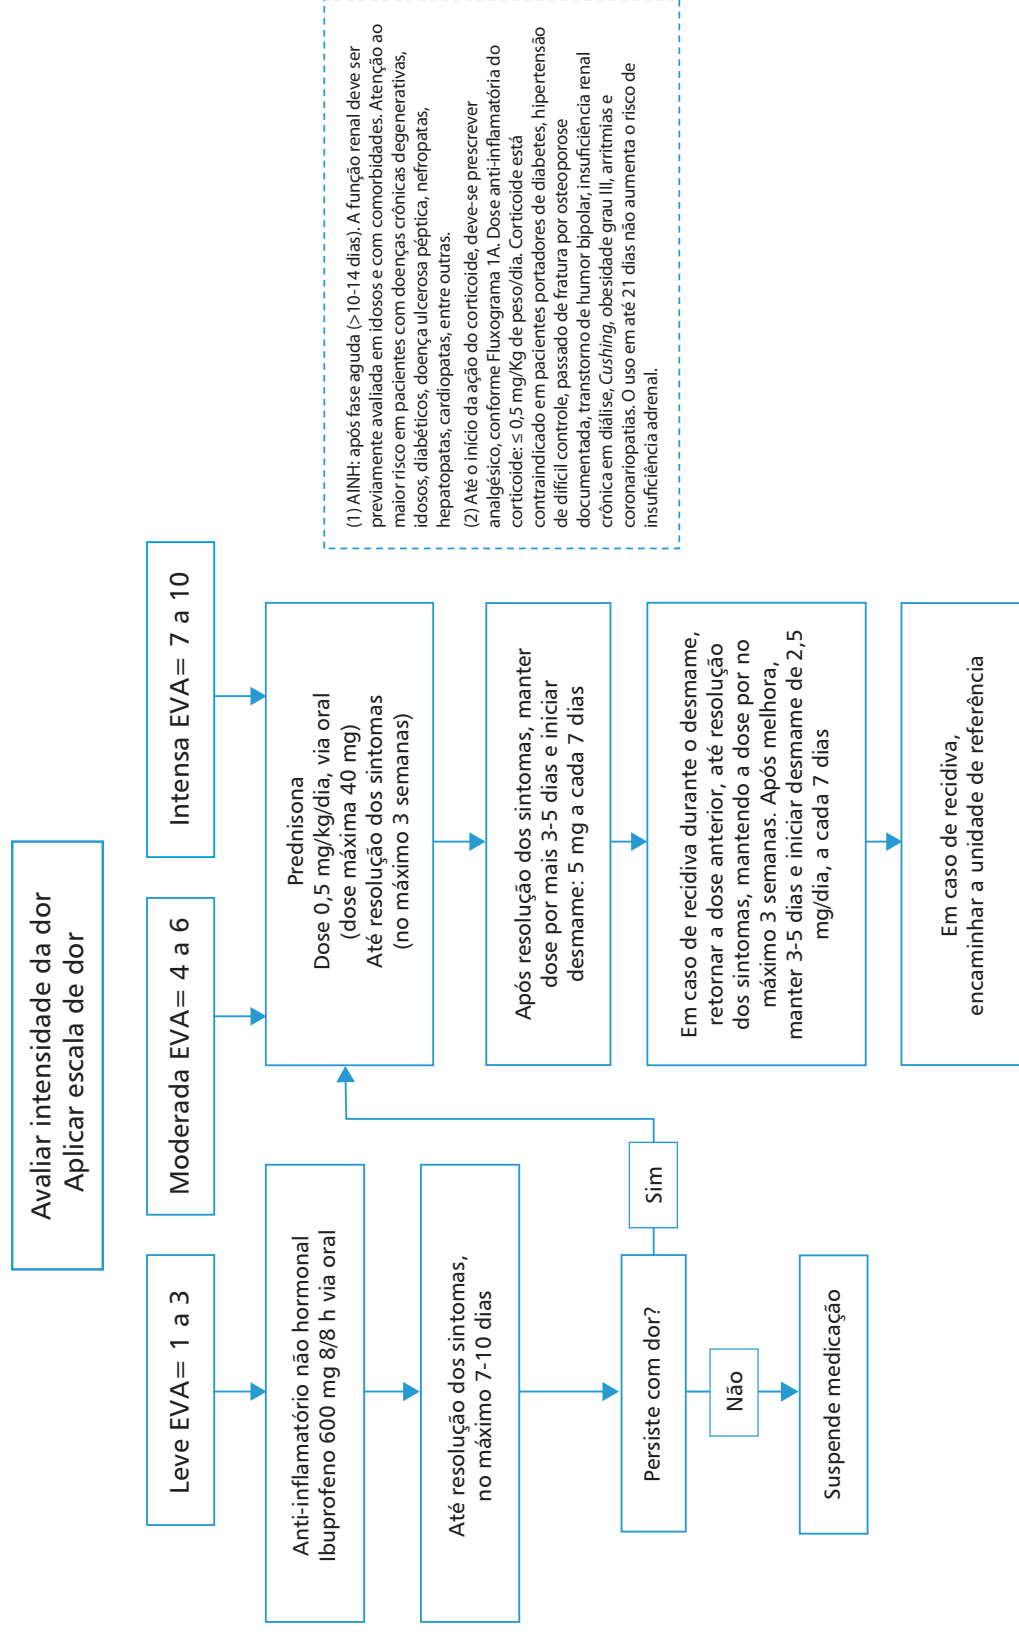 Avaliar intensidade da dor
Aplicar escala de dor
Leve EVA= 1 a 3
Moderada EVA= 4 a 6
Intensa EVA= 7 a 10
Anti-inflamatório não hormonal
Ibuprofeno 600 mg 8/8 h via oral
Até resolução dos sintomas,
no máximo 7-10 dias
Persiste com dor?
Sim
Não
Suspende medicação
Prednisona
Dose 0,5 mg/kg/dia, via oral
(dose máxima 40 mg)
Até resolução dos sintomas
(no máximo 3 semanas)
Após resolução dos sintomas, manter
dose por mais 3-5 dias e iniciar
desmame: 5 mg a cada 7 dias
Em caso de recidiva durante o desmame,
retornar a dose anterior, até resolução
dos sintomas, mantendo a dose por no
máximo 3 semanas. Após melhora,
manter 3-5 dias e iniciar desmame de 2,5
mg/dia, a cada 7 dias
Em caso de recidiva,
encaminhar a unidade de referência
(1) AINH: após fase aguda (>10-14 dias). A função renal deve ser
previamente avaliada em idosos e com comorbidades. Atenção ao
maior risco em pacientes com doenças crônicas degenerativas,
idosos, diabéticos, doença ulcerosa péptica, nefropatas,
hepatopatas, cardiopatas, entre outras.
(2) Até o início da ação do corticoide, deve-se prescrever
analgésico, conforme Fluxograma 1A. Dose anti-inflamatória do
corticoide: ≤ 0,5 mg/Kg de peso/dia. Corticoide está
contraindicado em pacientes portadores de diabetes, hipertensão
de difícil controle, passado de fratura por osteoporose
documentada, transtorno de humor bipolar, insuficiência renal
crônica em diálise, Cushing, obesidade grau III, arritmias e
coronariopatias. O uso em até 21 dias não aumenta o risco de
insuficiência adrenal.